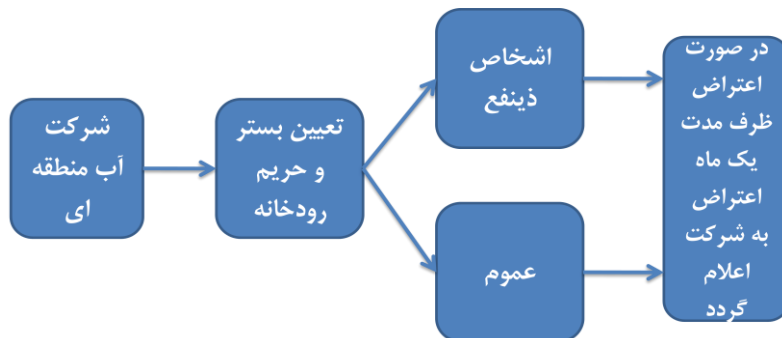 شرکت
آب منطقه
ای
تعیین بستر
و حریم
رودخانه
اشخاص
ذینفع
عموم
در صورت
اعتراض
ظرف مدت
یک ماه
اعتراض
به شرکت
اعلام
گردد